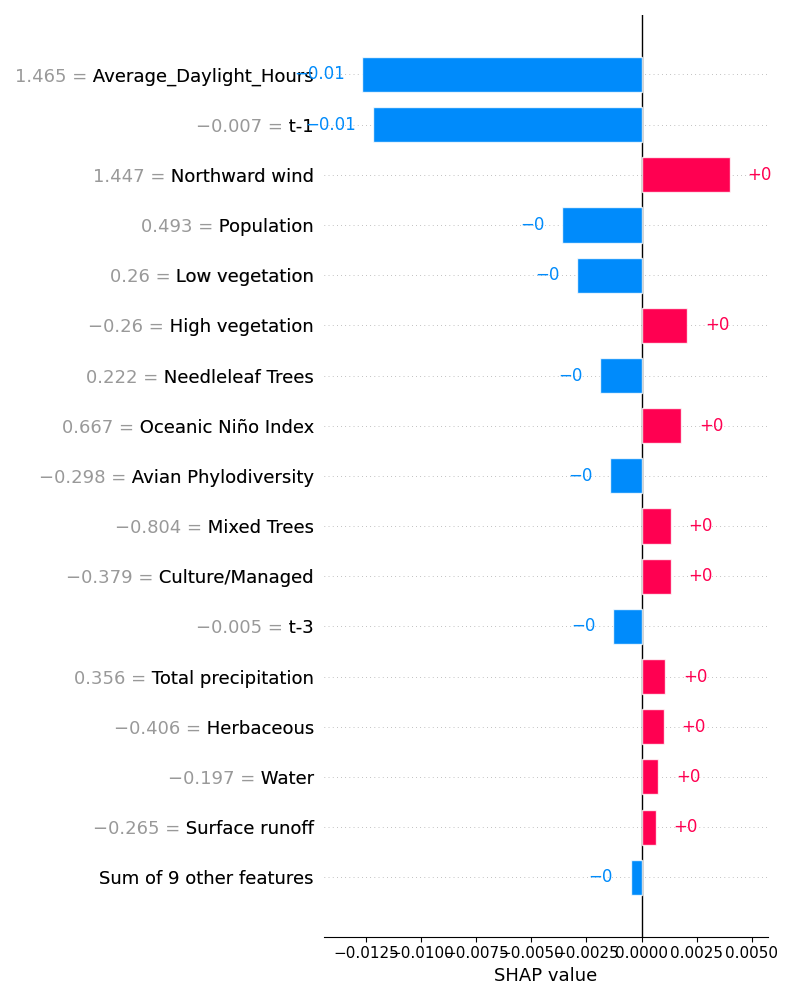 1.465 = Average_Daylight_Hours −0.01
−0.007 = t-1 −0.01
1.447 = Northward wind +0
0.493 = Population −0
0.26 = Low vegetation −0
−0.26 = High vegetation +0
0.222 = Needleleaf Trees −0
0.667 = Oceanic Niño Index +0
−0.298 = Avian Phylodiversity −0
−0.804 = Mixed Trees +0
−0.379 = Culture/Managed +0
−0.005 = t-3 −0
0.356 = Total precipitation +0
−0.406 = Herbaceous +0
−0.197 = Water +0
−0.265 = Surface runoff +0
Sum of 9 other features −0
−0.0125 −0.0100 −0.0075 −0.0050 −0.0025 0.0000 0.0025 0.0050
SHAP value